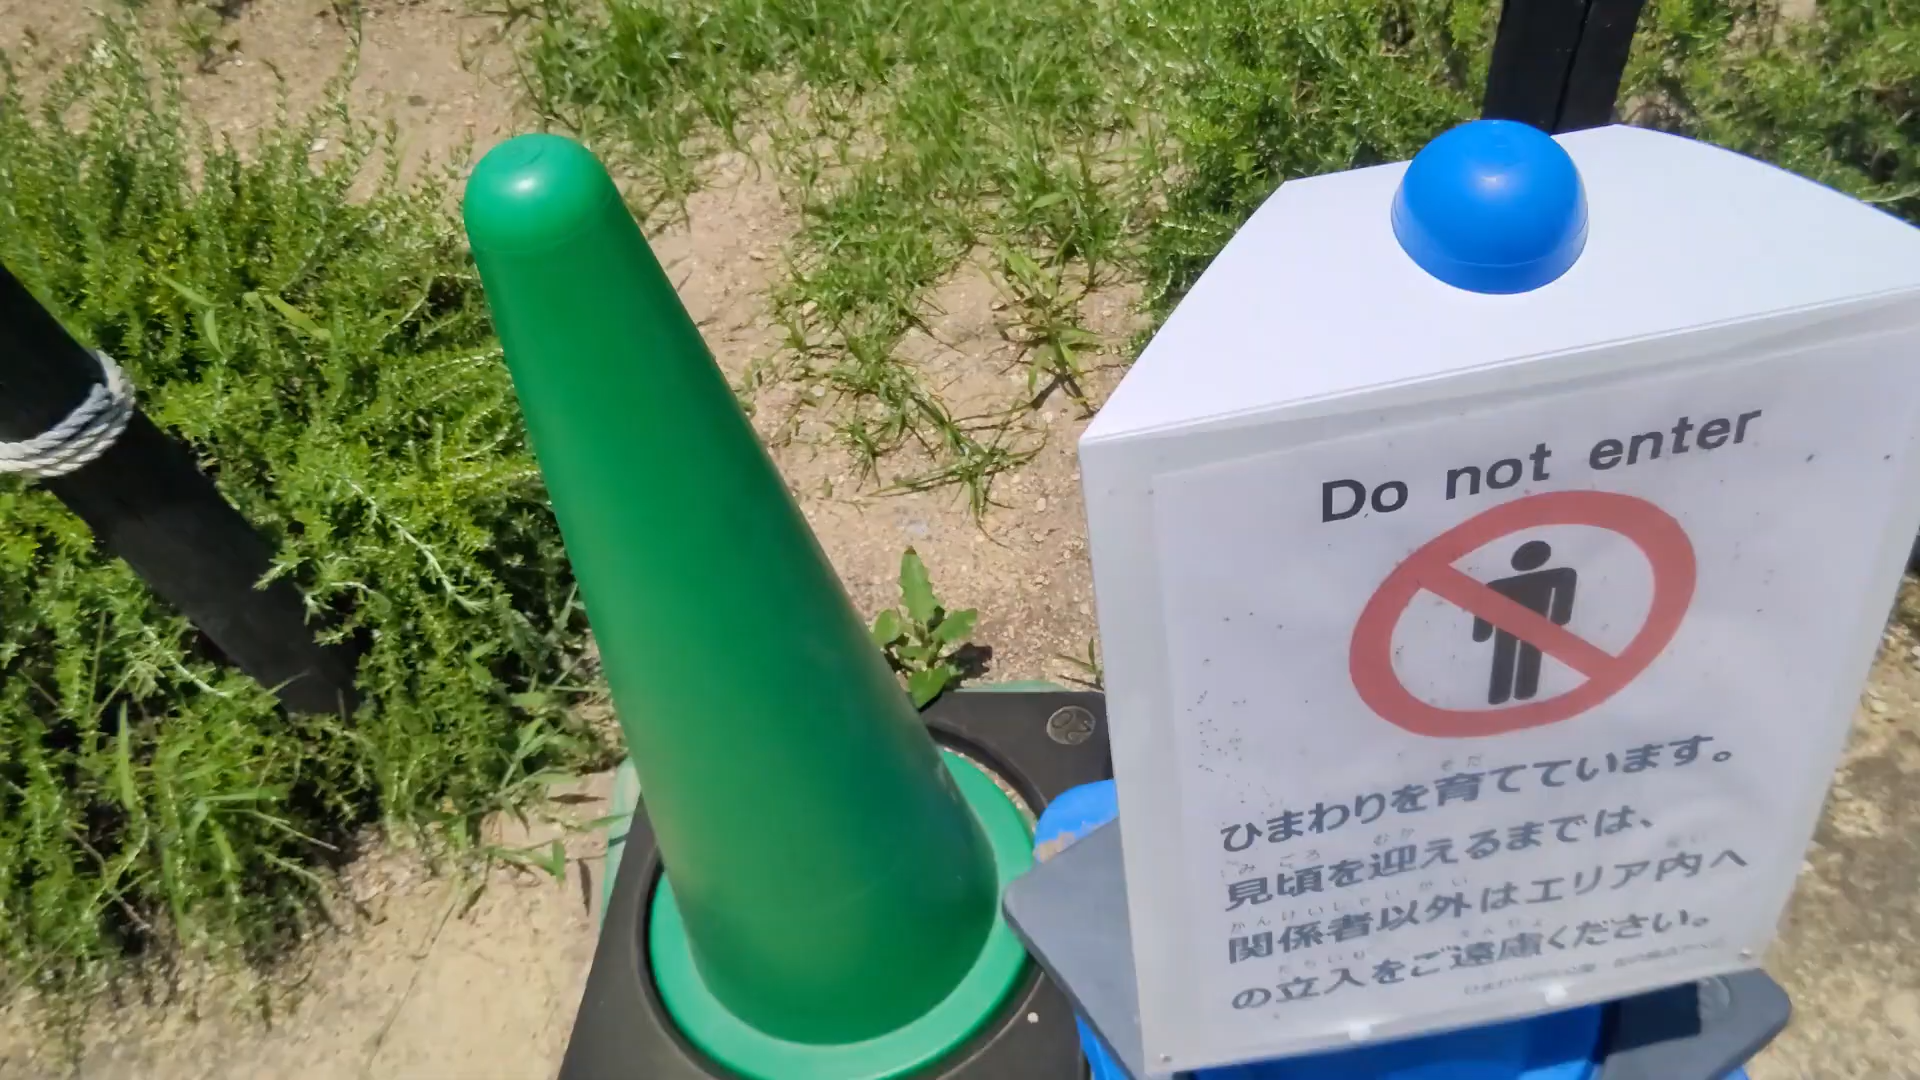 Do not enter
ひまわりを育てています。
見頃を迎えるまでは、
関係者以外はエリア内へ
の立入をご遠慮ください。